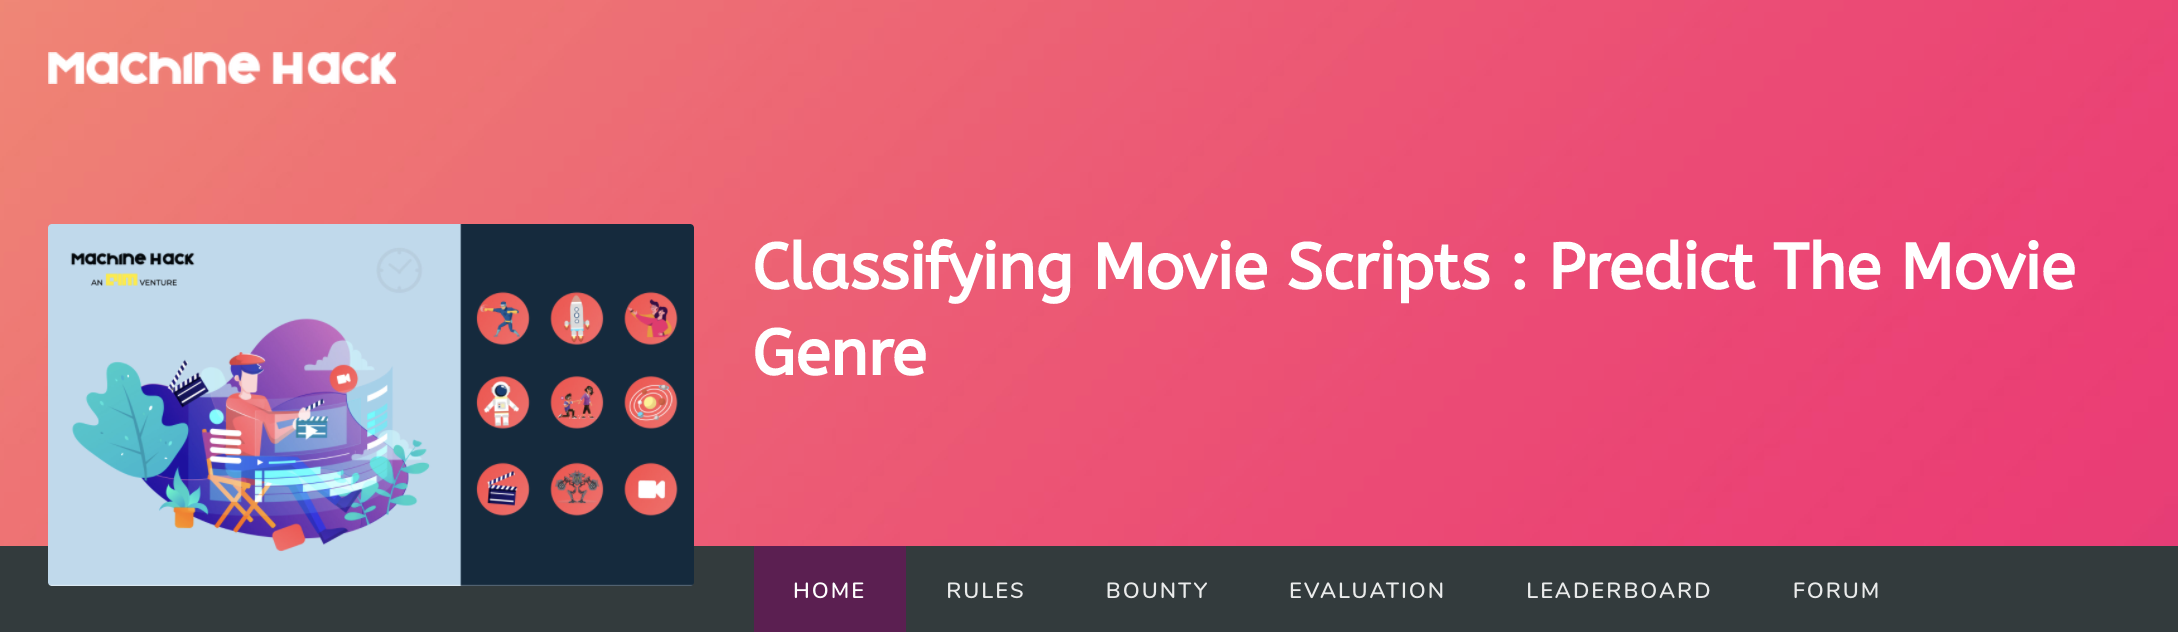 Machine Hack
Machine Hack
AN AIM VENTURE
Classifying Movie Scripts : Predict The Movie
Genre
HOME
RULES
BOUNTY
EVALUATION
LEADERBOARD
FORUM